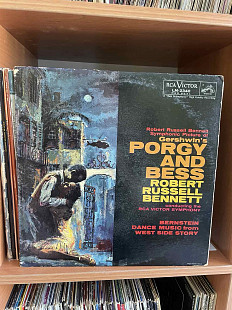 RCA VICTOR
Robert Russell Bennett
Symphonic Picture of
Gershwin's
PORGY
AND
BESS
ROBERT
RUSSELL
BENNETT
conducting the
RCA VICTOR SYMPHONY
BERNSTEIN
DANCE MUSIC from
WEST SIDE STORY